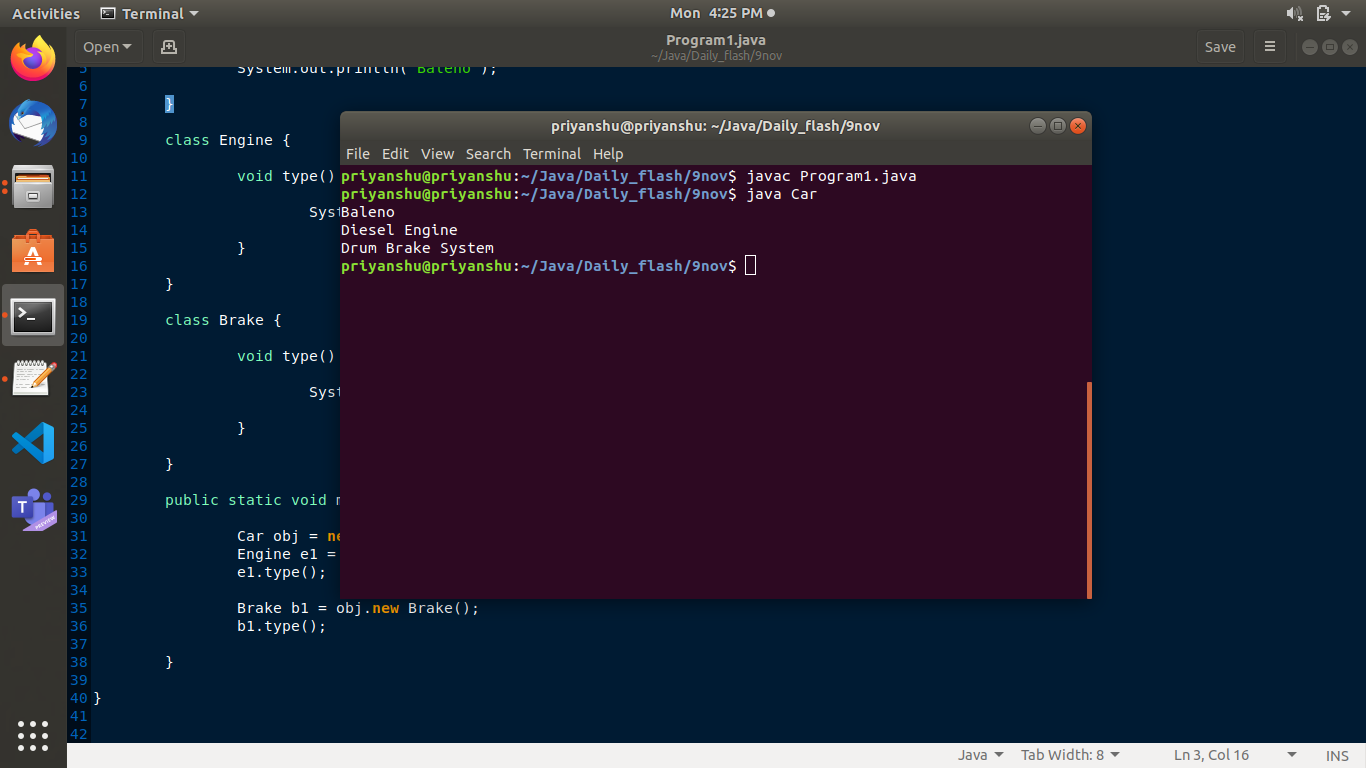 Activities Terminal Mon 4:25 PM
Open Program1.java Save
~/Java/Daily_flash/9nov
5 System.out.println("Baleno");
6
7 }
8
9 class Engine {
10
11 void type()
12
13 Syst
14
15 }
16
17 }
18
19 class Brake {
20
21 void type()
22
23 Syst
24
25 }
26
27 }
28
29 public static void m
30
31 Car obj = ne
32 Engine e1 =
33 e1.type();
34
35 Brake b1 = obj.new Brake();
36 b1.type();
37
38 }
39
40 }
41
42
priyanshu@priyanshu: ~/Java/Daily_flash/9nov
File Edit View Search Terminal Help
priyanshu@priyanshu:~/Java/Daily_flash/9nov$ javac Program1.java
priyanshu@priyanshu:~/Java/Daily_flash/9nov$ java Car
Baleno
Diesel Engine
Drum Brake System
priyanshu@priyanshu:~/Java/Daily_flash/9nov$
T PREVIEW
Java Tab Width: 8 Ln 3, Col 16 INS